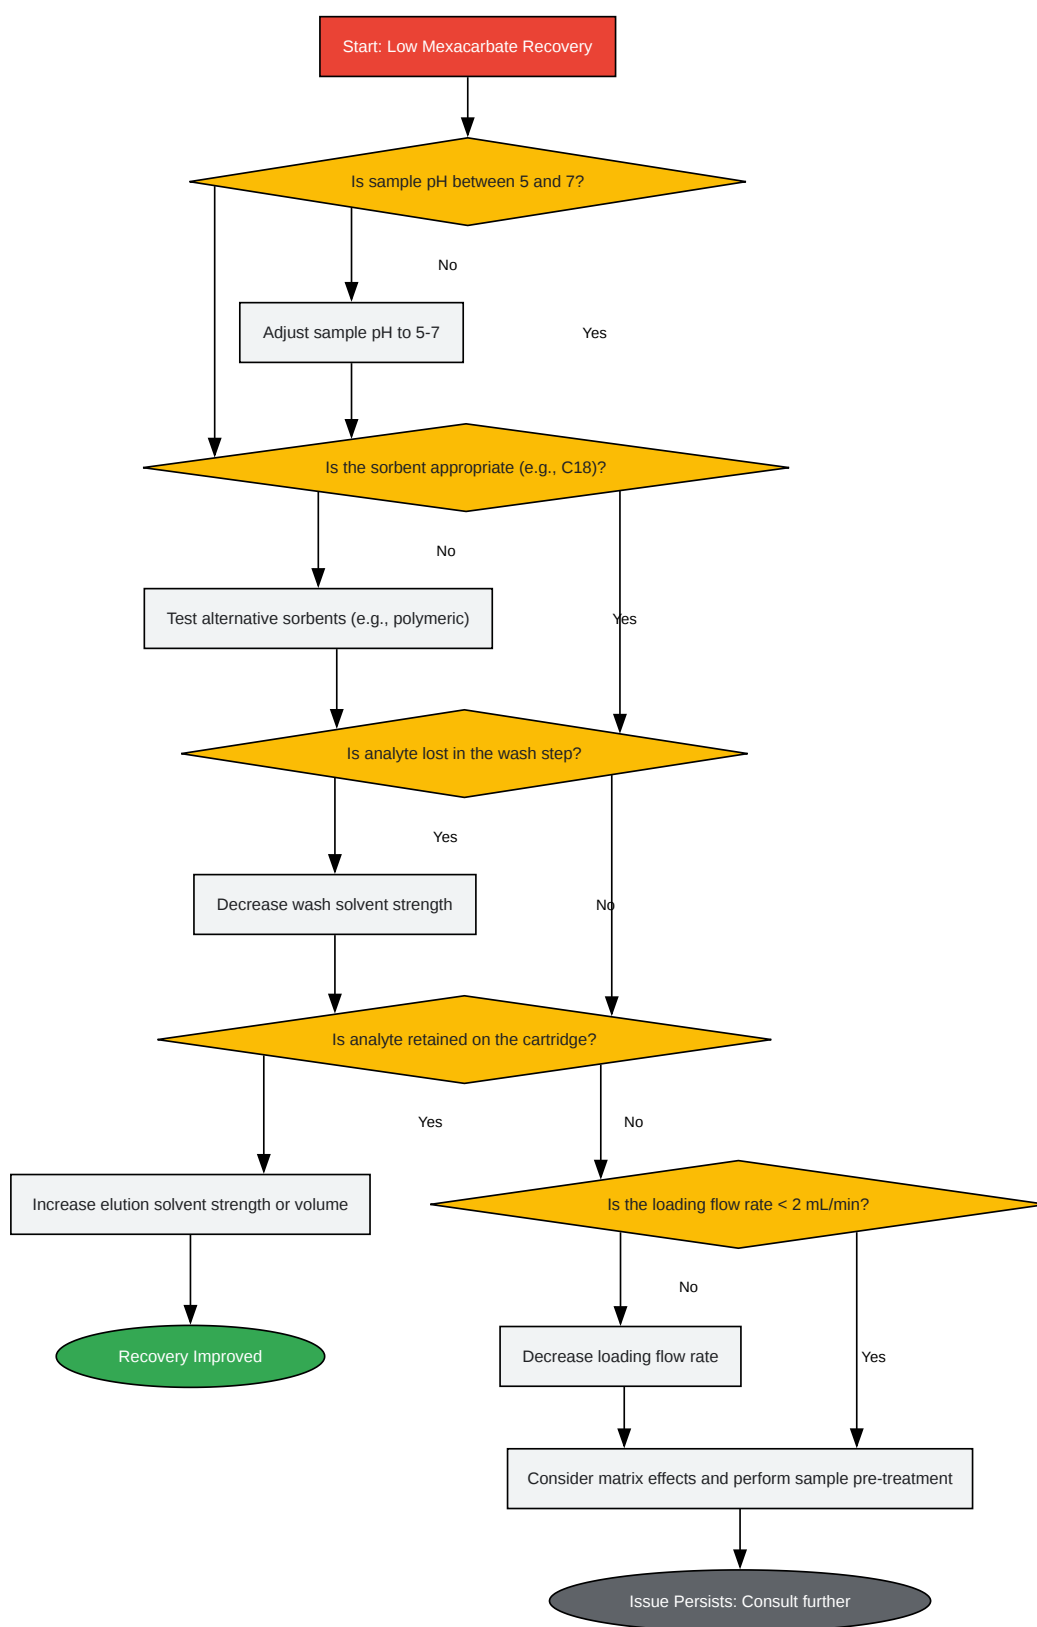 Start: Low Mexacarbate Recovery
Is sample pH between 5 and 7?
No
Adjust sample pH to 5-7
Yes
Is the sorbent appropriate (e.g., C18)?
No
Test alternative sorbents (e.g., polymeric)
Yes
Is analyte lost in the wash step?
Yes
Decrease wash solvent strength
No
Is analyte retained on the cartridge?
Yes
No
Increase elution solvent strength or volume
Is the loading flow rate < 2 mL/min?
No
Recovery Improved
Decrease loading flow rate
Yes
Consider matrix effects and perform sample pre-treatment
Issue Persists: Consult further